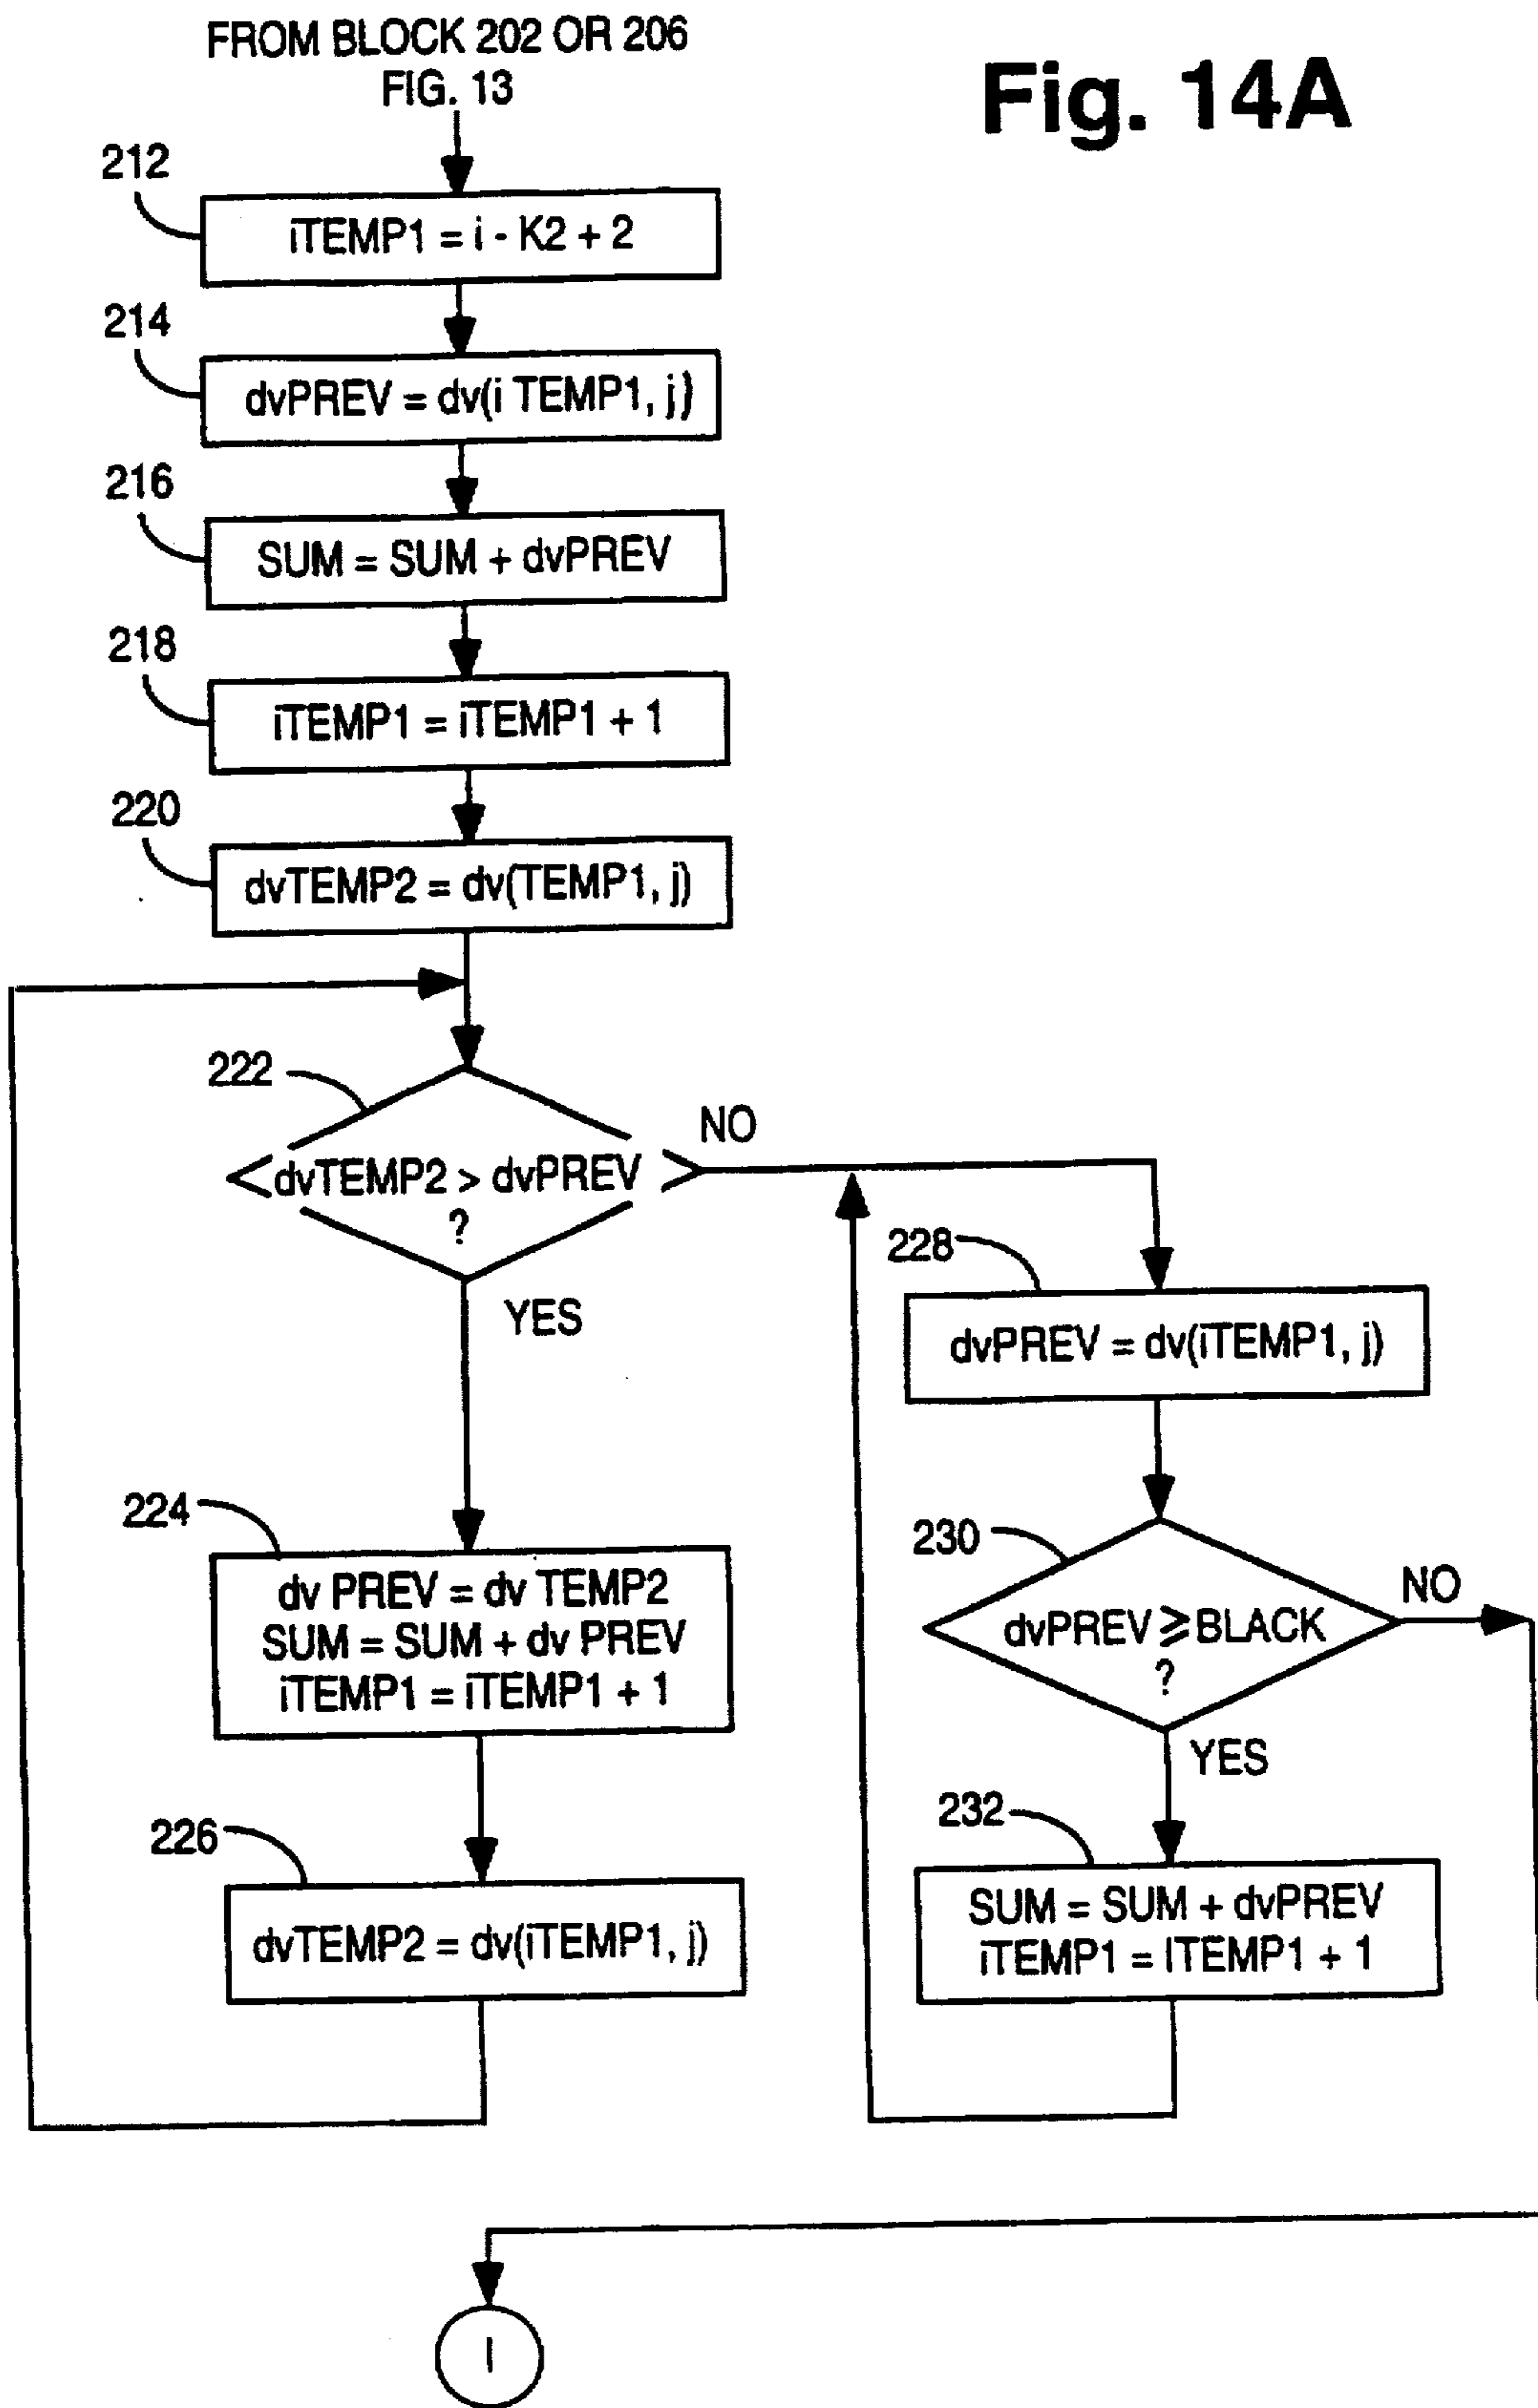 FROM BLOCK 202 OR 206
FIG. 13
Fig. 14A
212
iTEMP1 = i - K2 + 2
214
dvPREV = dv(i TEMP1, j)
216
SUM = SUM + dvPREV
218
iTEMP1 = iTEMP1 + 1
220
dvTEMP2 = dv(TEMP1, j)
222
dvTEMP2 > dvPREV
?
NO
YES
228
dvPREV = dv(iTEMP1, j)
224
dv PREV = dv TEMP2
SUM = SUM + dv PREV
iTEMP1 = iTEMP1 + 1
230
dvPREV ⩾ BLACK
?
NO
YES
226
dvTEMP2 = dv(iTEMP1, j)
232
SUM = SUM + dvPREV
iTEMP1 = ITEMP1 + 1
I